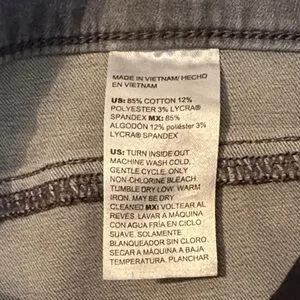 MADE IN VIETNAM/ HECHO
EN VIETNAM
US: 85% COTTON 12%
POLYESTER 3% LYCRA®
SPANDEX MX: 85%
ALGODÓN 12% poliéster 3%
LYCRA® SPANDEX
US: TURN INSIDE OUT.
MACHINE WASH COLD,
GENTLE CYCLE. ONLY
NON-CHLORINE BLEACH.
TUMBLE DRY LOW. WARM
IRON. MAY BE DRY
CLEANED MX: VOLTEAR AL
REVÉS. LAVAR A MÁQUINA
CON AGUA FRÍA EN CICLO
SUAVE. SOLAMENTE
BLANQUEADOR SIN CLORO.
SECAR A MÁQUINA A BAJA
TEMPERATURA. PLANCHAR